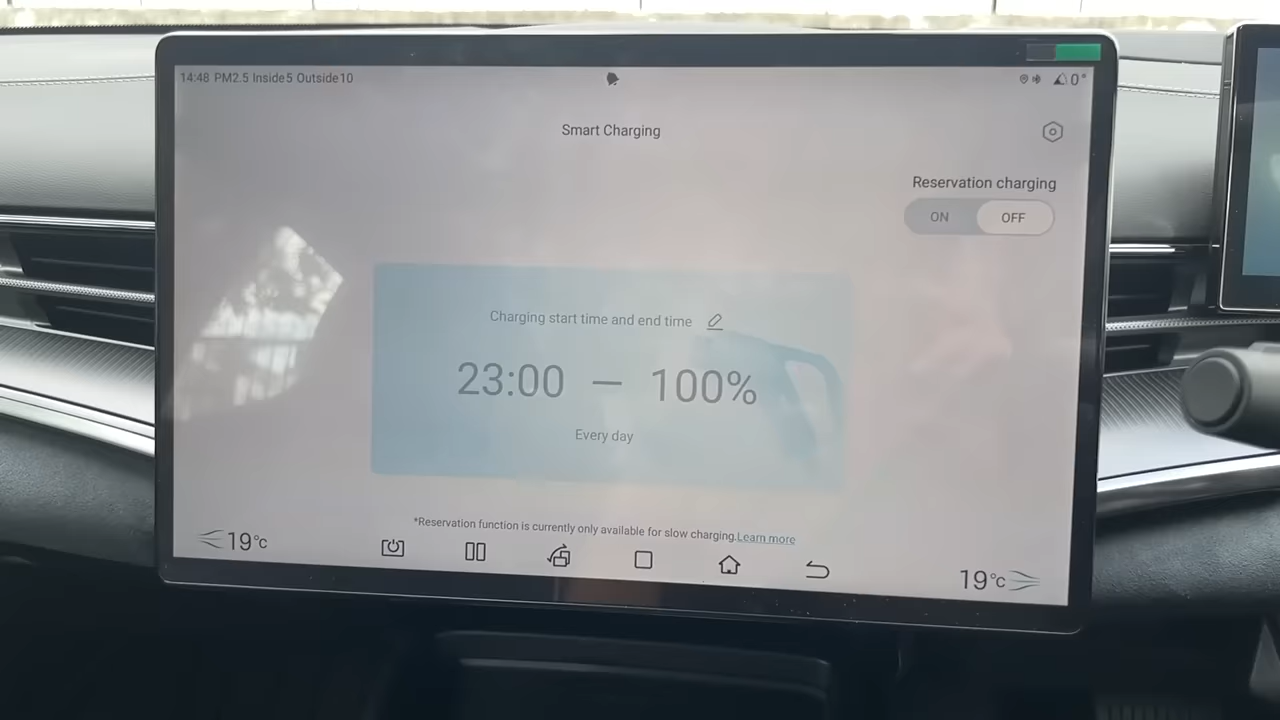 14:48 PM2.5 Inside5 Outside10
0°
Smart Charging
Reservation charging
ON OFF
Charging start time and end time
23:00 — 100%
Every day
*Reservation function is currently only available for slow charging.Learn more
19°C
19°C